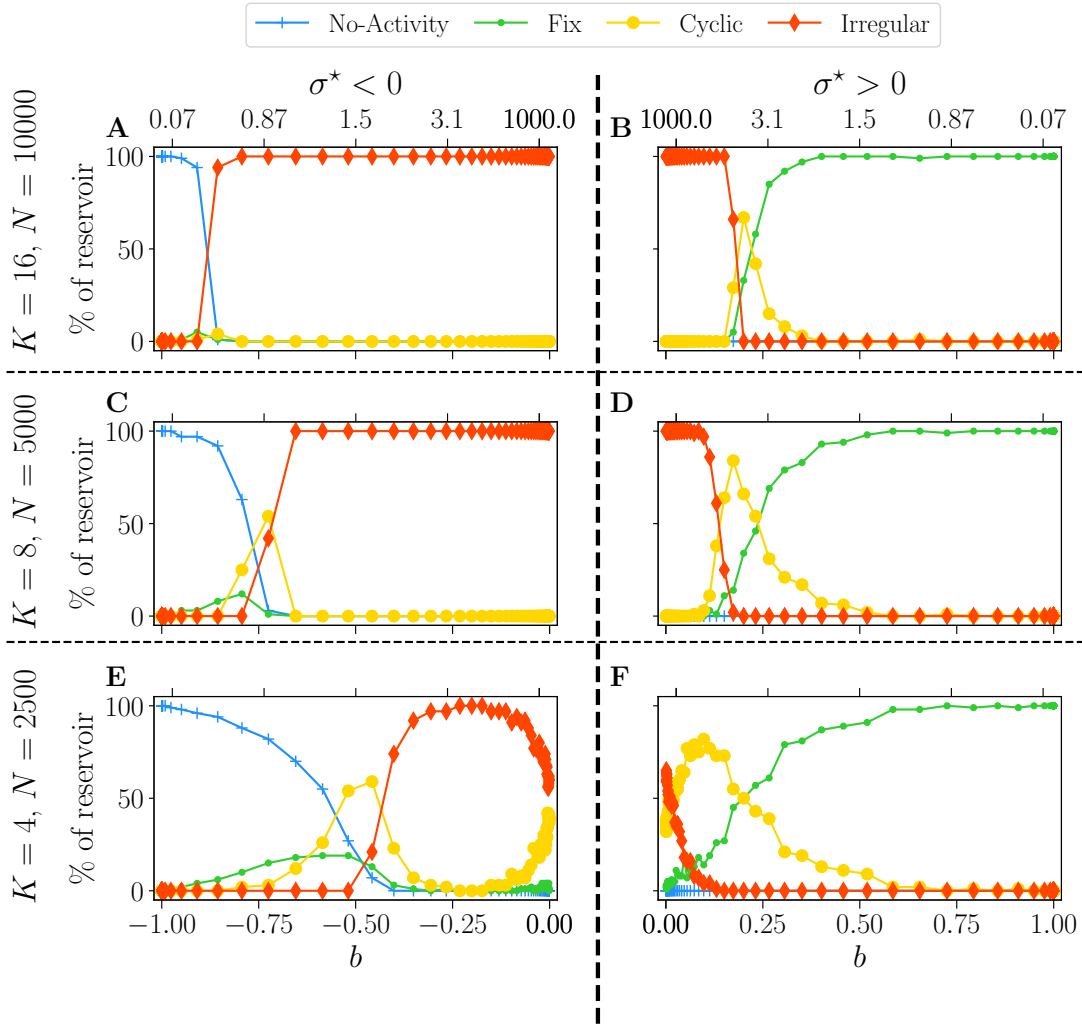 No-Activity Fix Cyclic Irregular
σ* < 0 σ* > 0
0.07 0.87 1.5 3.1 1000.0 1000.0 3.1 1.5 0.87 0.07
A B
K = 16, N = 10000
% of reservoir
100
50
0
C D
K = 8, N = 5000
% of reservoir
100
50
0
E F
K = 4, N = 2500
% of reservoir
100
50
0
−1.00 −0.75 −0.50 −0.25 0.00 0.00 0.25 0.50 0.75 1.00
b b